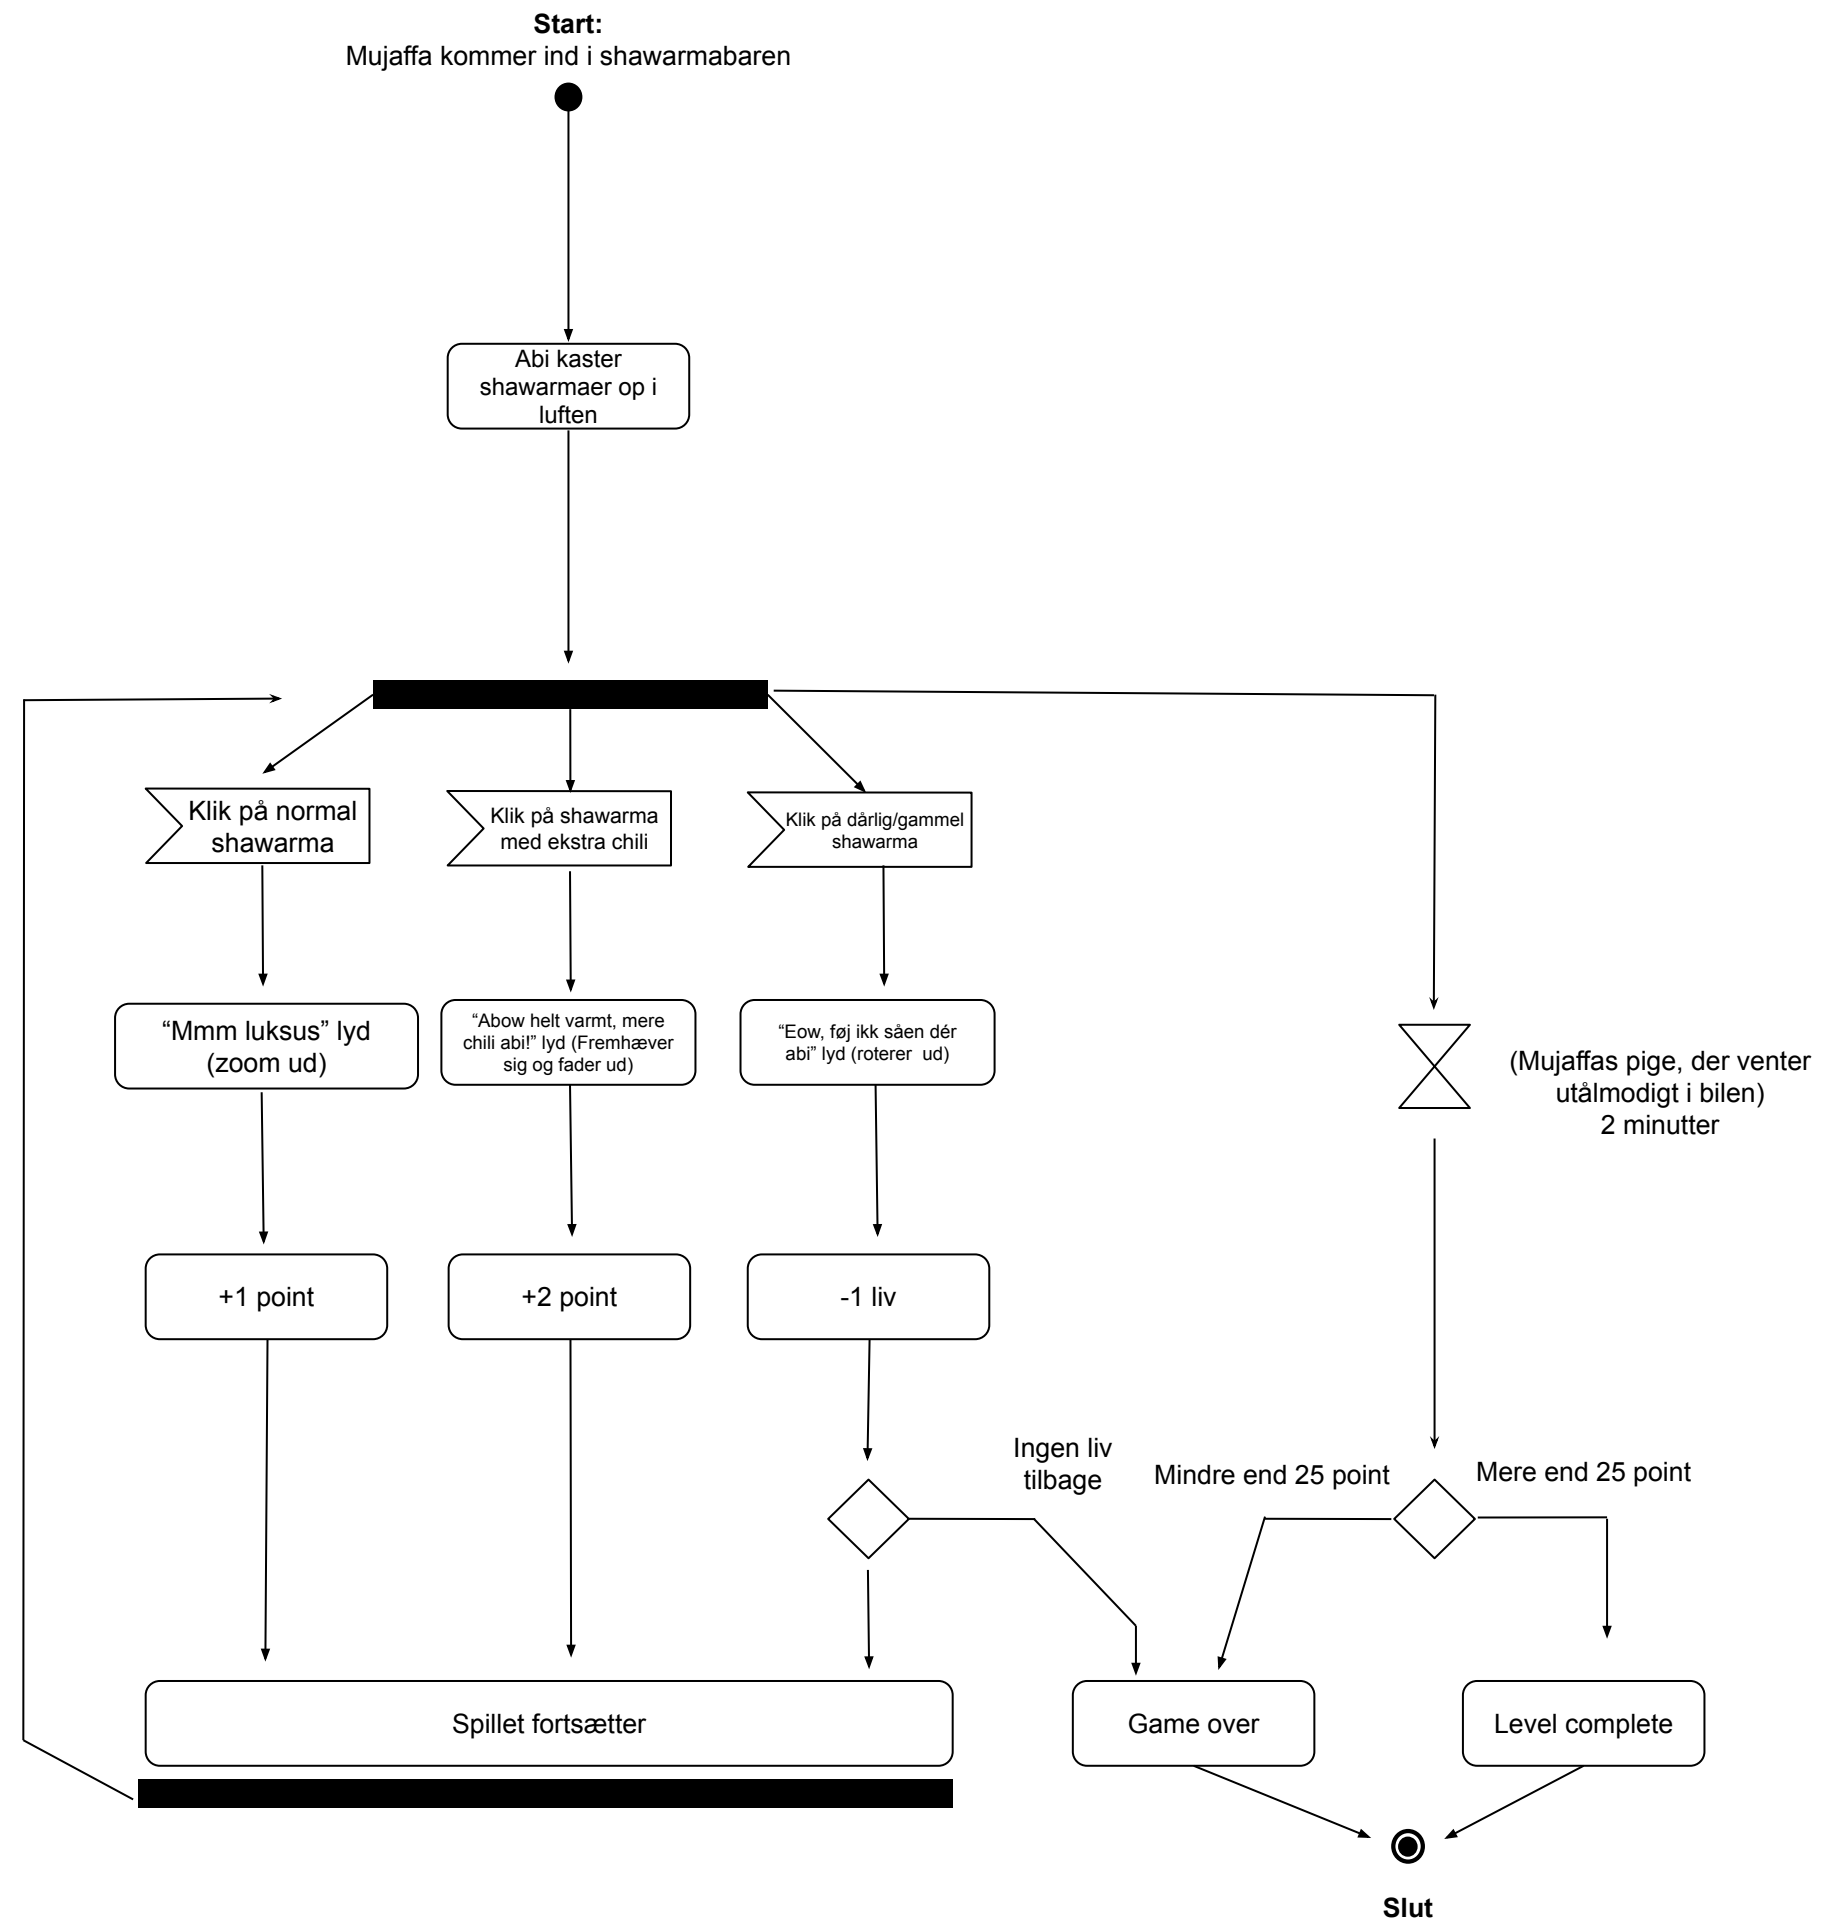 Start:
Mujaffa kommer ind i shawarmabaren
Abi kaster
shawarmaer op i
luften
Klik på normal
shawarma
Klik på shawarma
med ekstra chili
Klik på dårlig/gammel
shawarma
“Mmm luksus” lyd
(zoom ud)
“Abow helt varmt, mere
chili abi!” lyd (Fremhæver
sig og fader ud)
“Eow, føj ikk såen dér
abi” lyd (roterer  ud)
(Mujaffas pige, der venter
utålmodigt i bilen)
2 minutter
+1 point
+2 point
-1 liv
Ingen liv
tilbage
Mindre end 25 point
Mere end 25 point
Spillet fortsætter
Game over
Level complete
Slut